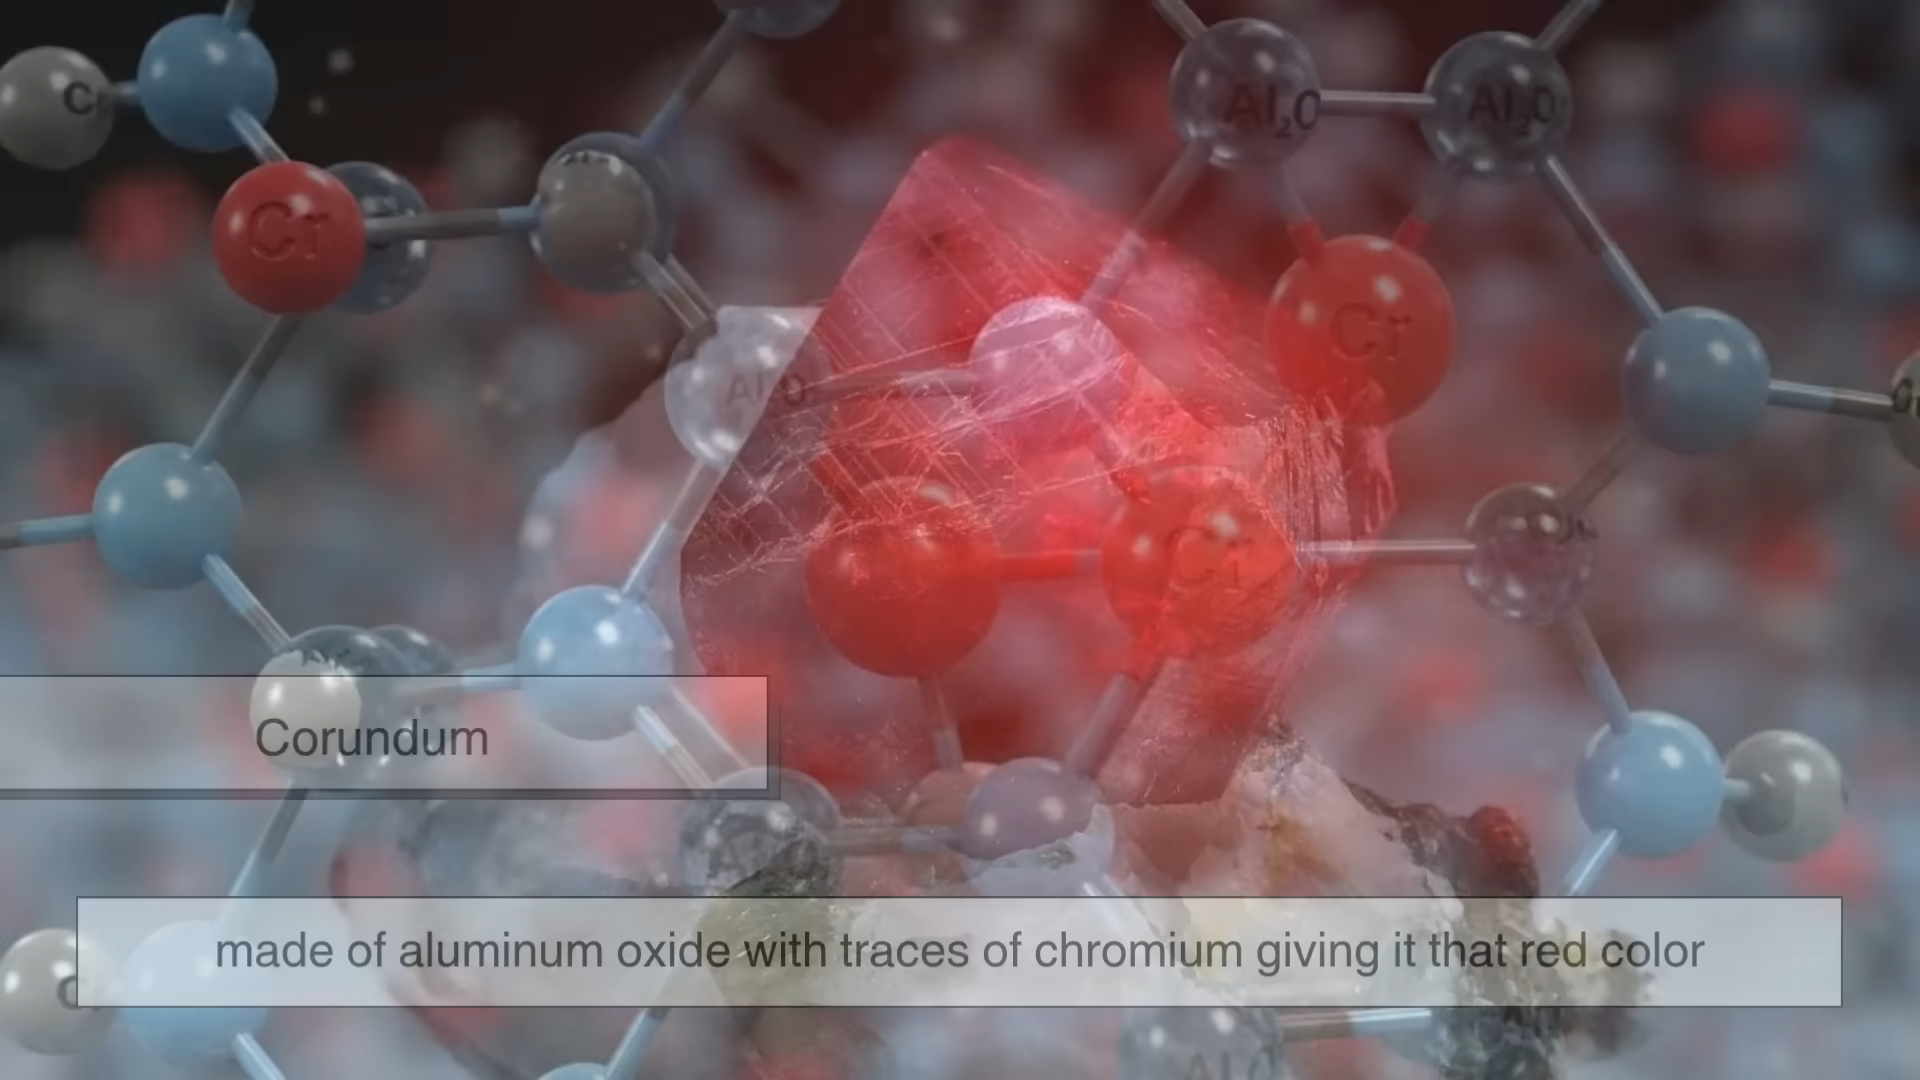 C
Al₂O
Al₂O
Cr
Cr
Al₂O
Cr
Corundum
made of aluminum oxide with traces of chromium giving it that red color